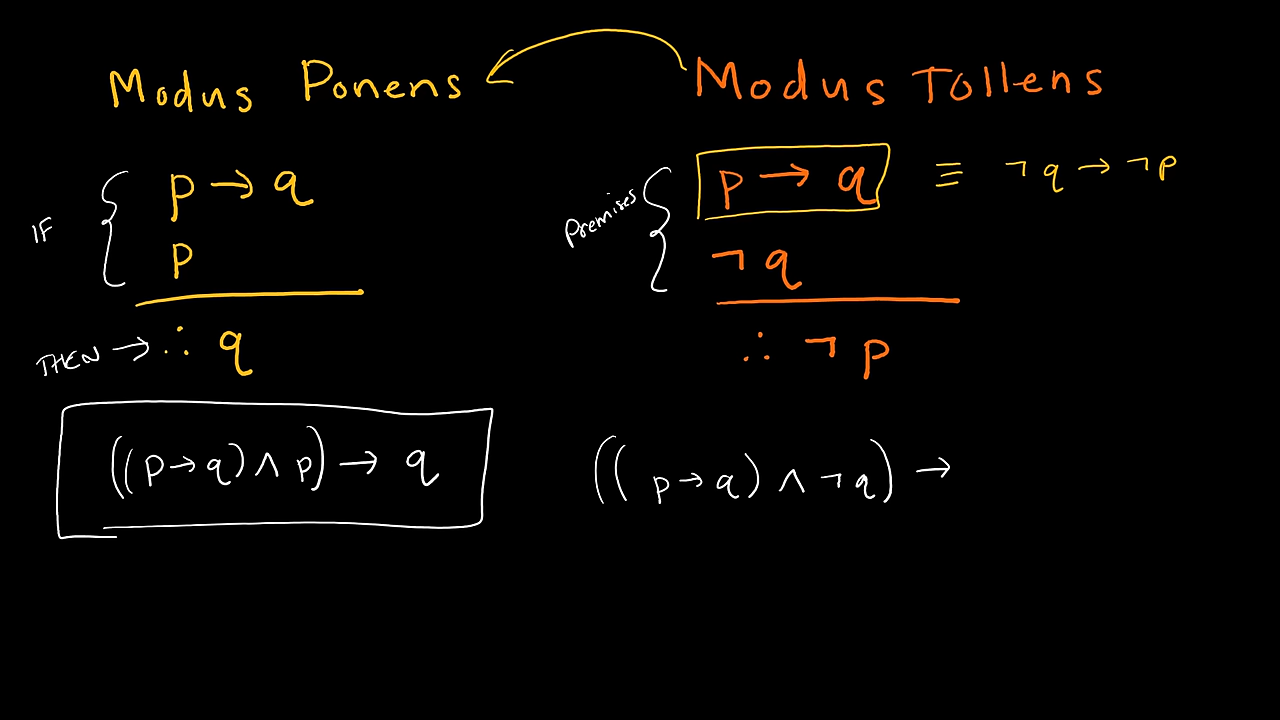 Modus Ponens
IF
p → q
p
THEN → ∴ q
((p → q) ∧ p) → q
Modus Tollens
Premises
p → q ≡ ¬q → ¬p
¬q
∴ ¬p
((p → q) ∧ ¬q) →